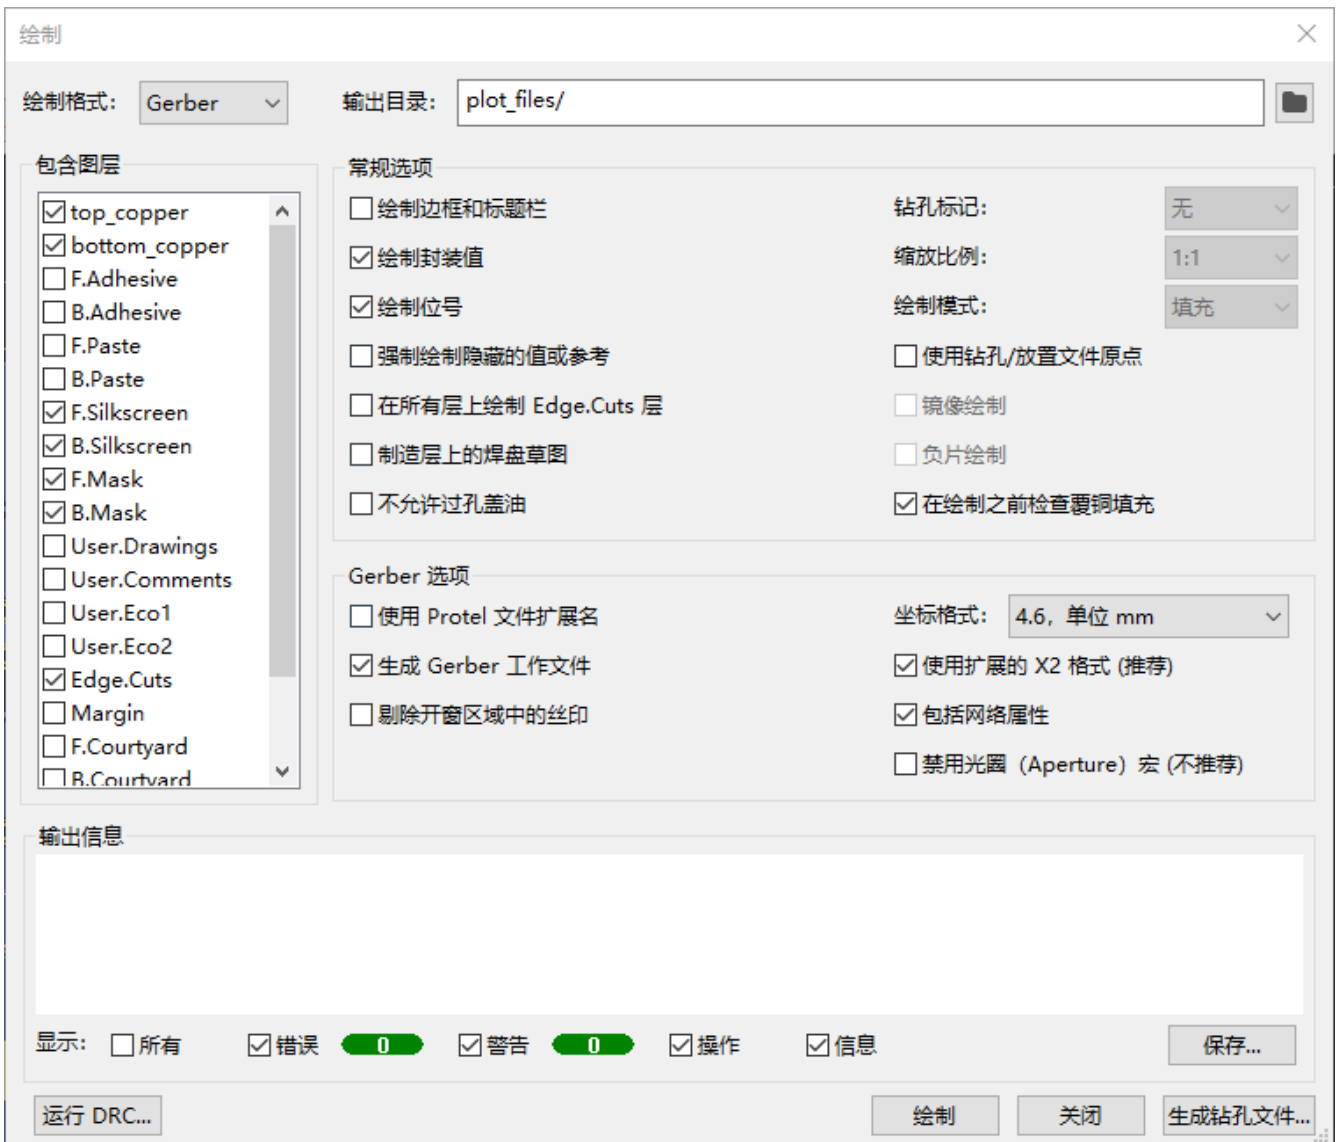 绘制
绘制格式： Gerber 输出目录： plot_files/
包含图层
top_copper
bottom_copper
F.Adhesive
B.Adhesive
F.Paste
B.Paste
F.Silkscreen
B.Silkscreen
F.Mask
B.Mask
User.Drawings
User.Comments
User.Eco1
User.Eco2
Edge.Cuts
Margin
F.Courtyard
B.Courtyard
常规选项
绘制边框和标题栏 钻孔标记： 无
绘制封装值 缩放比例： 1:1
绘制位号 绘制模式： 填充
强制绘制隐藏的值或参考 使用钻孔/放置文件原点
在所有层上绘制 Edge.Cuts 层 镜像绘制
制造层上的焊盘草图 负片绘制
不允许过孔盖油 在绘制之前检查覆铜填充
Gerber 选项
使用 Protel 文件扩展名 坐标格式： 4.6，单位 mm
生成 Gerber 工作文件 使用扩展的 X2 格式 (推荐)
剔除开窗区域中的丝印 包括网络属性
禁用光圈（Aperture）宏 (不推荐)
输出信息
显示： 所有 错误 0 警告 0 操作 信息 保存...
运行 DRC... 绘制 关闭 生成钻孔文件...